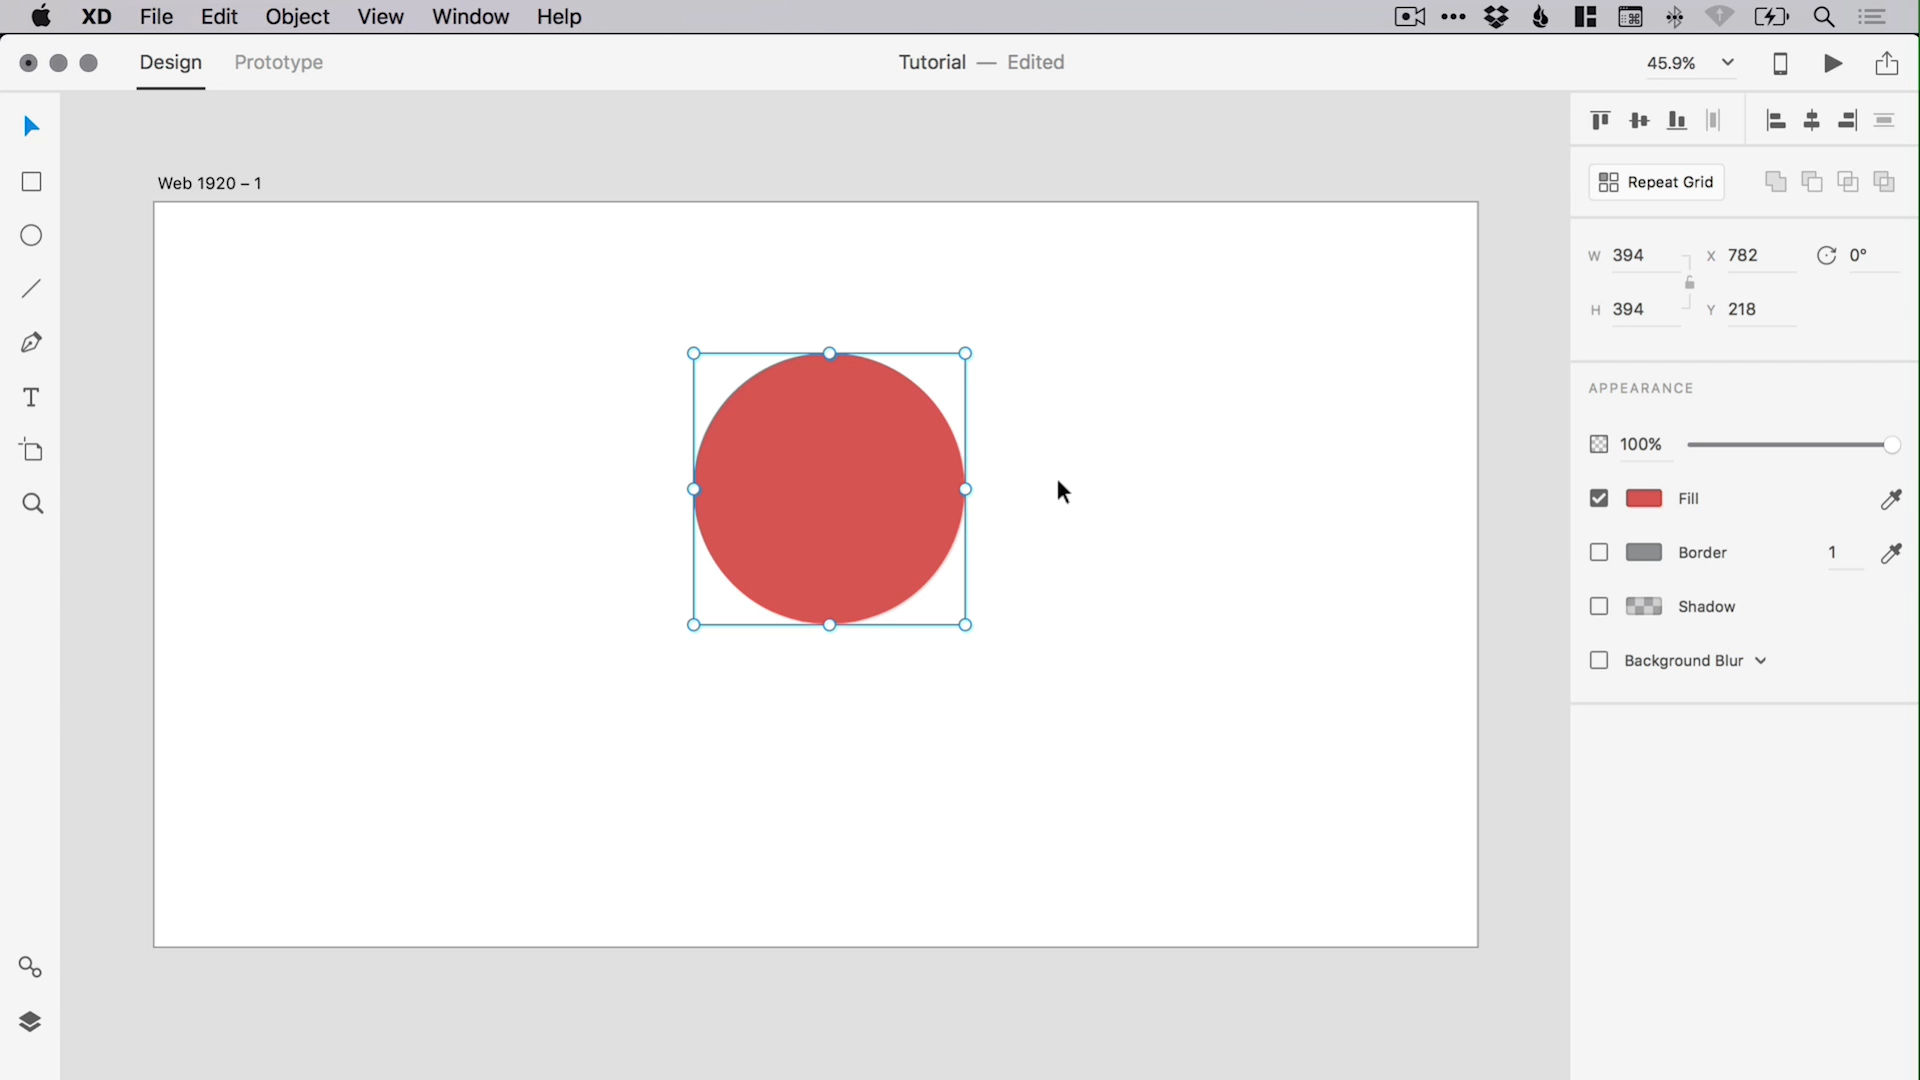 XD File Edit Object View Window Help
Design Prototype Tutorial — Edited 45.9%
Web 1920 – 1
Repeat Grid
W 394 X 782 0°
H 394 Y 218
APPEARANCE
100%
Fill
Border 1
Shadow
Background Blur
T